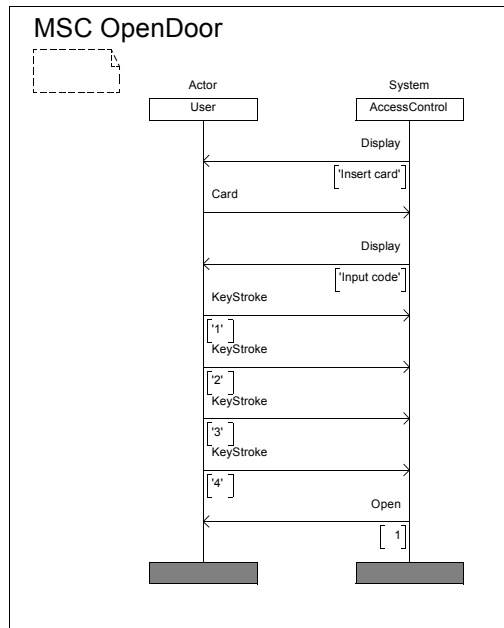 MSC OpenDoor
Actor System
User AccessControl
Display
'Insert card'
Card
Display
'Input code'
KeyStroke
'1'
KeyStroke
'2'
KeyStroke
'3'
KeyStroke
'4'
Open
1